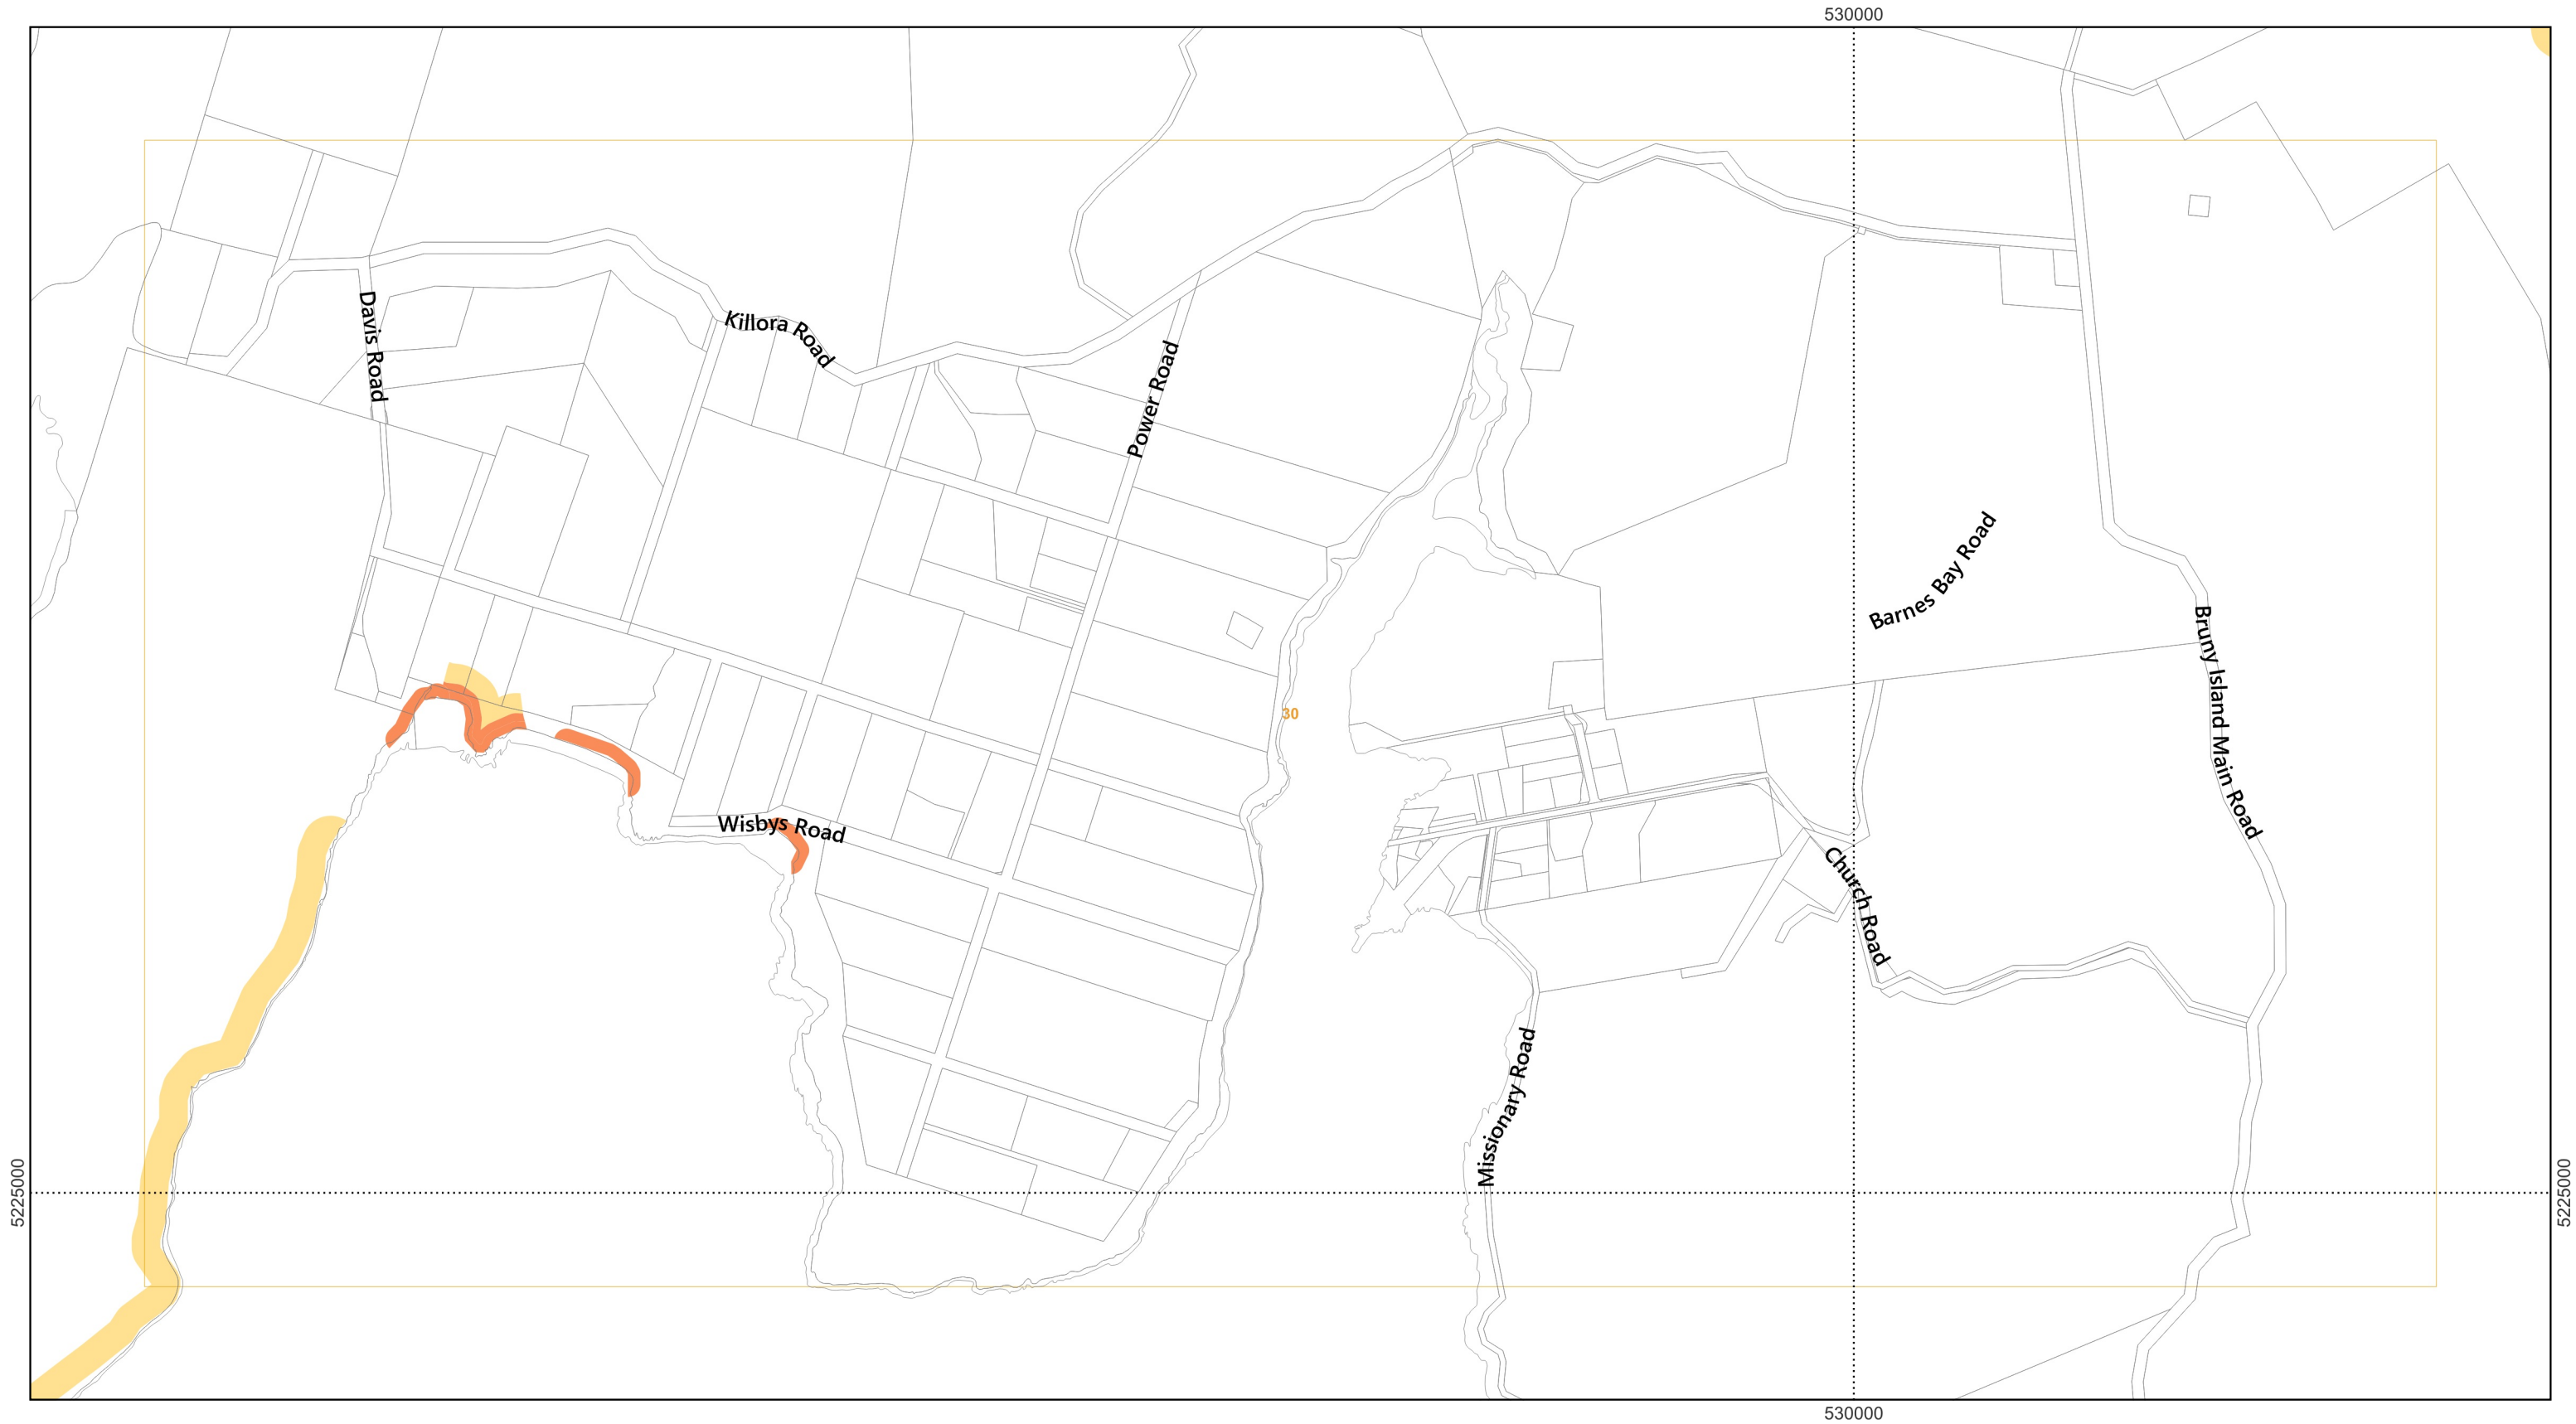 530000
Davis Road
Killora Road
Power Road
Barnes Bay Road
Bruny Island Main Road
30
Wisbys Road
Church Road
Missionary Road
5225000
5225000
530000